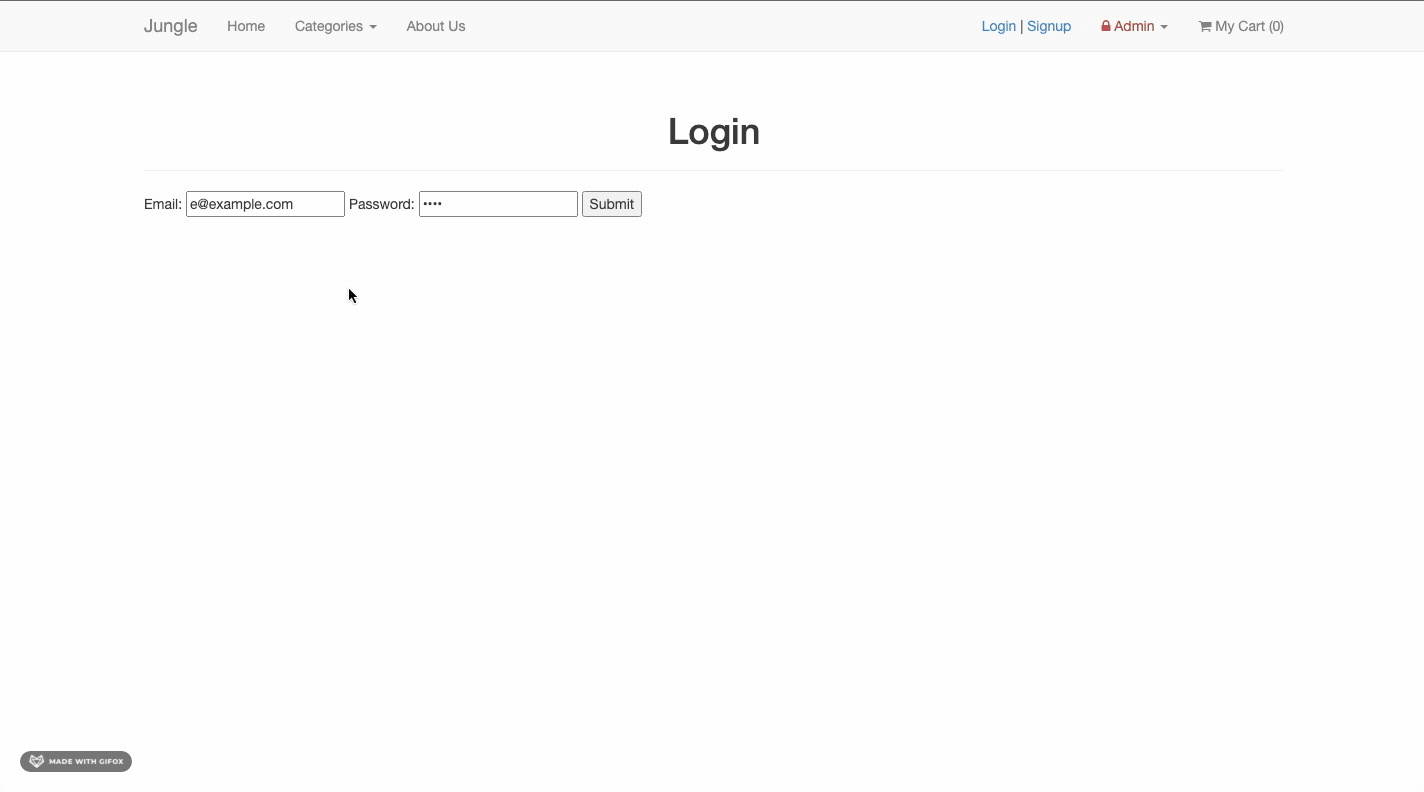 Jungle Home Categories About Us Login | Signup Admin My Cart (0)
Login
Email: e@example.com Password: •••• Submit
MADE WITH GIFOX